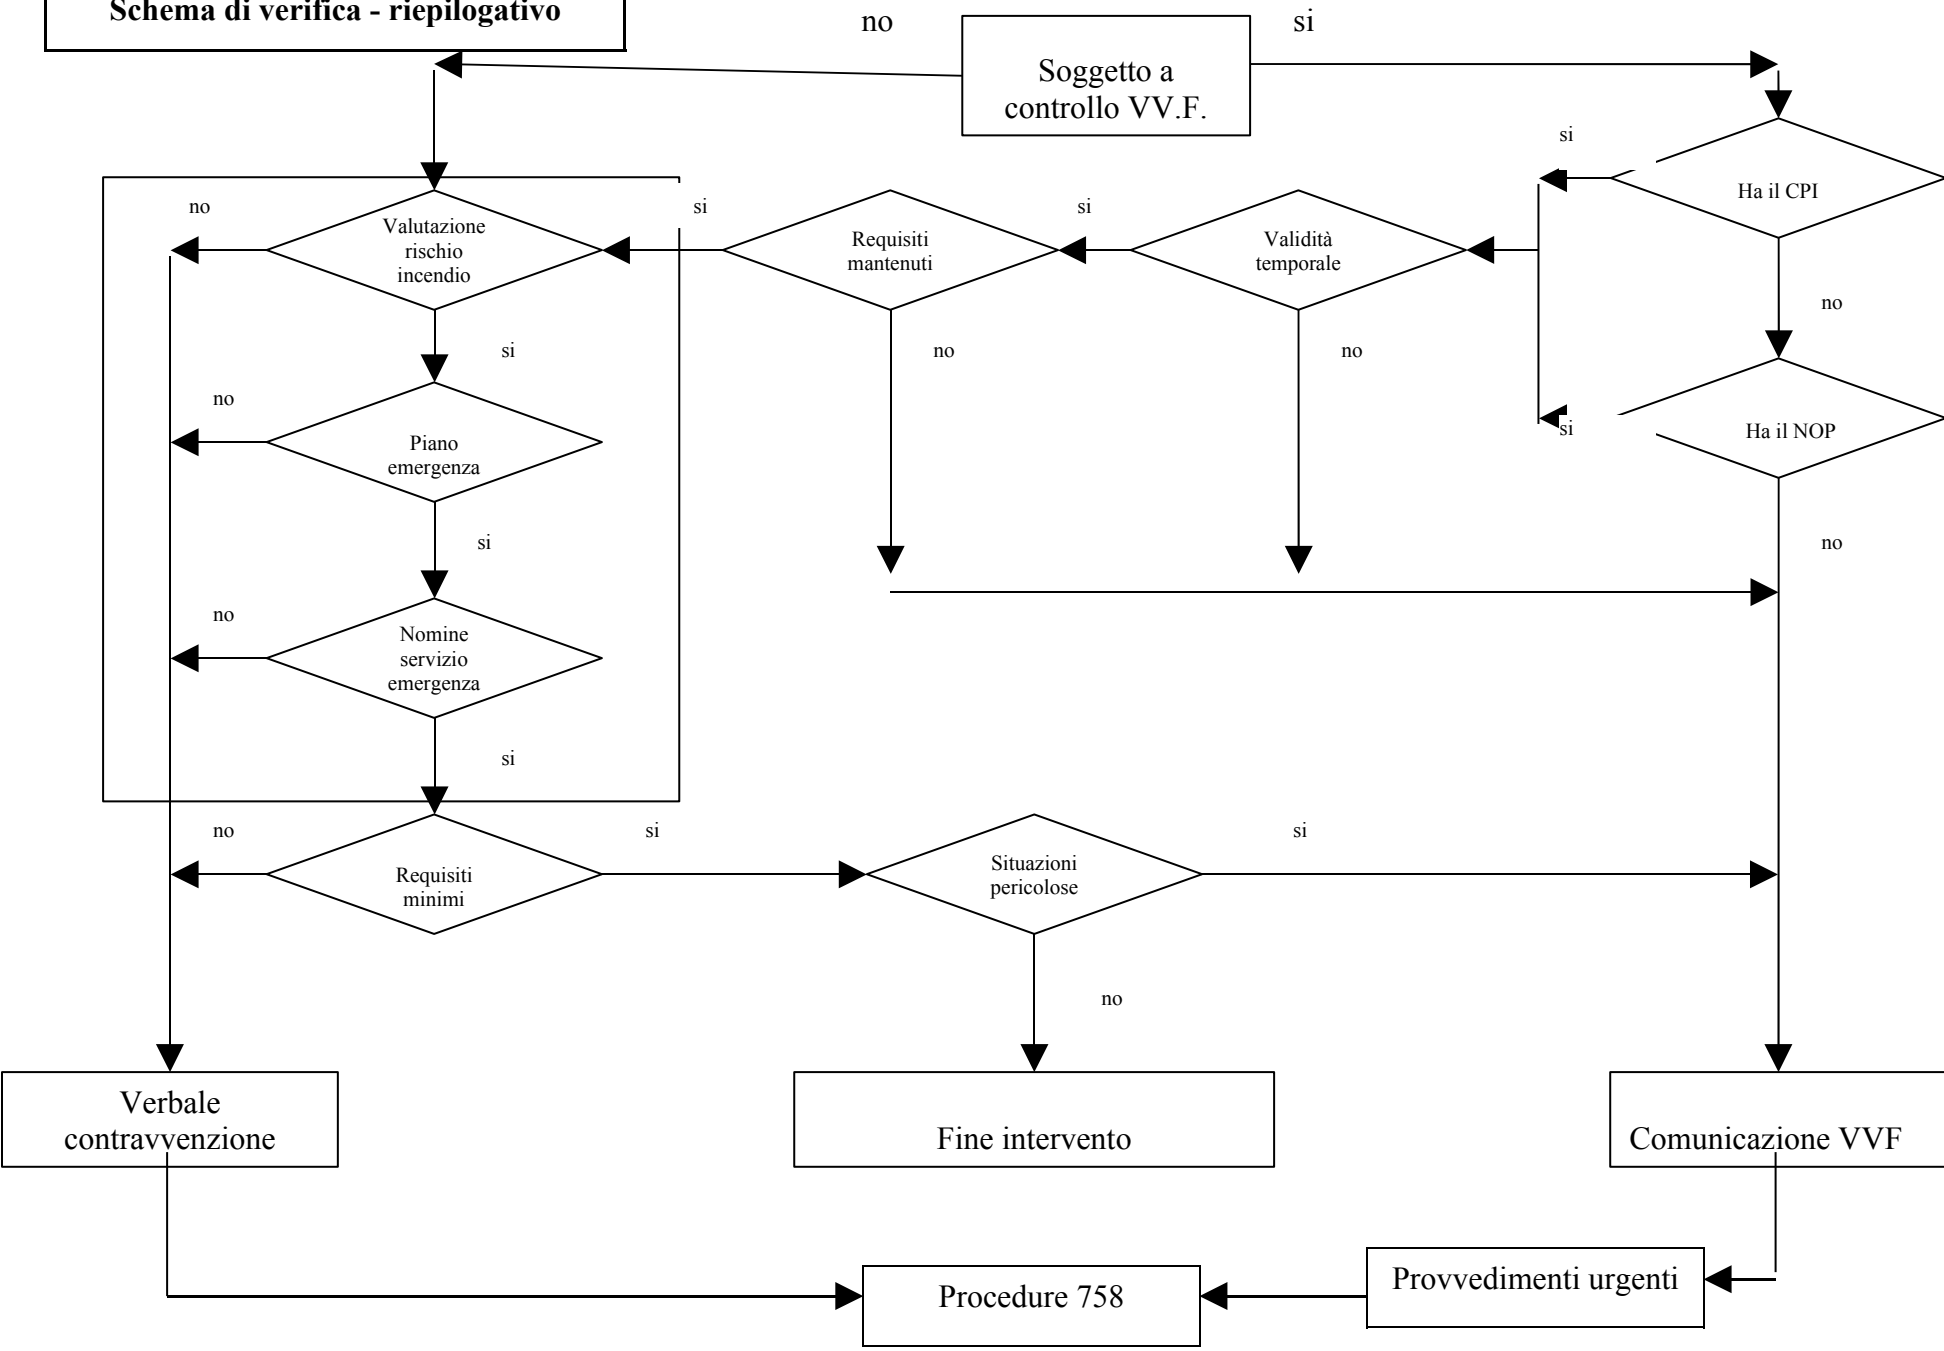 Schema di verifica - riepilogativo
no
si
Soggetto a
controllo VV.F.
si
Ha il CPI
no
Valutazione
rischio
incendio
si
Requisiti
mantenuti
si
Validità
temporale
no
si
no
no
no
Piano
emergenza
si
Ha il NOP
si
no
no
Nomine
servizio
emergenza
si
no
Requisiti
minimi
si
Situazioni
pericolose
si
no
Verbale
contravvenzione
Fine intervento
Comunicazione VVF
Procedure 758
Provvedimenti urgenti